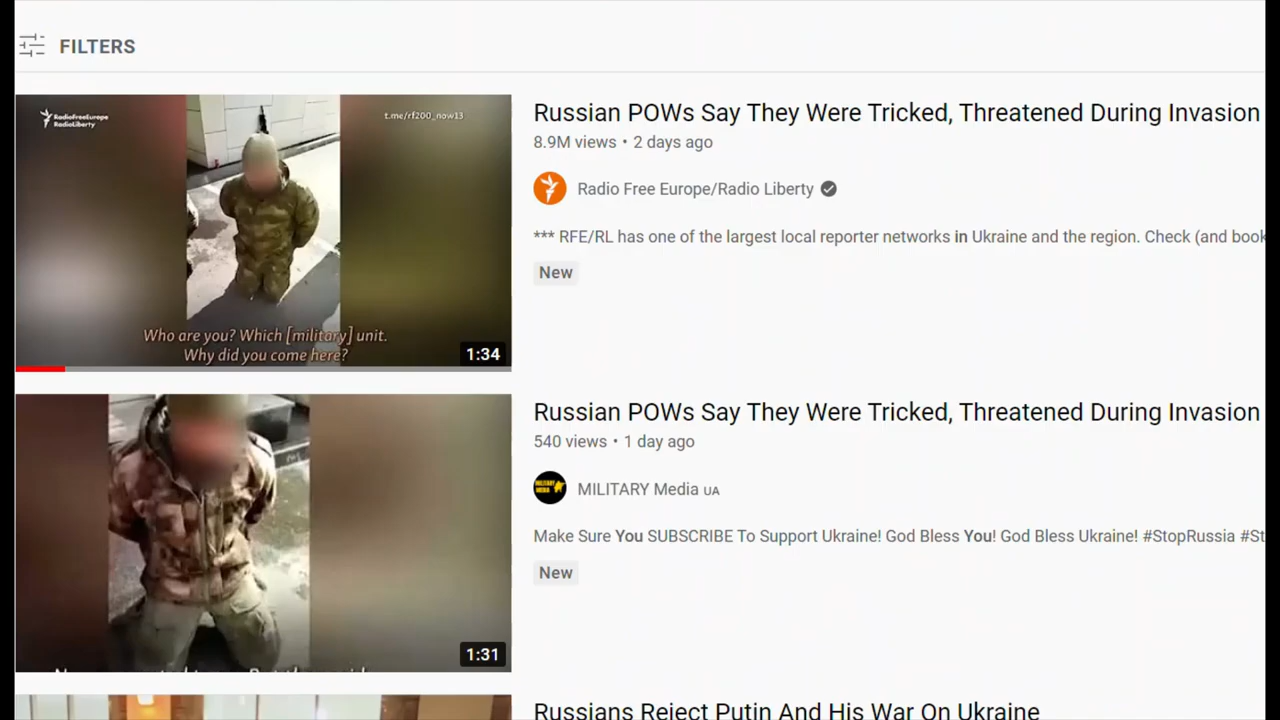 FILTERS
RadioFreeEurope
RadioLiberty
t.me/rf200_now13
Who are you? Which [military] unit.
Why did you come here?
1:34
Russian POWs Say They Were Tricked, Threatened During Invasion
8.9M views • 2 days ago
Radio Free Europe/Radio Liberty
*** RFE/RL has one of the largest local reporter networks in Ukraine and the region. Check (and book
New
1:31
Russian POWs Say They Were Tricked, Threatened During Invasion
540 views • 1 day ago
MILITARY Media UA
Make Sure You SUBSCRIBE To Support Ukraine! God Bless You! God Bless Ukraine! #StopRussia #St
New
Russians Reject Putin And His War On Ukraine